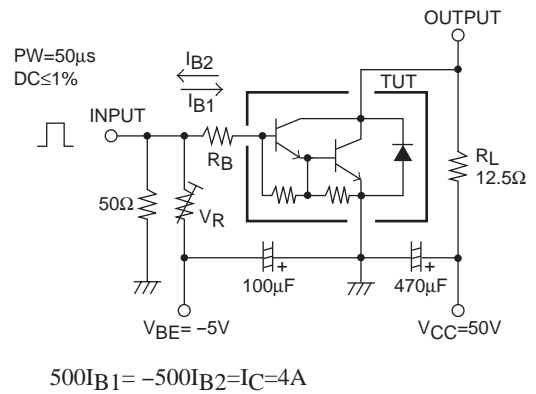 OUTPUT
PW=50μs
DC≤1%
IB2
IB1
TUT
INPUT
RB
RL
12.5Ω
50Ω
VR
+
100μF
+
470μF
VBE= −5V
VCC=50V
500IB1= −500IB2=IC=4A